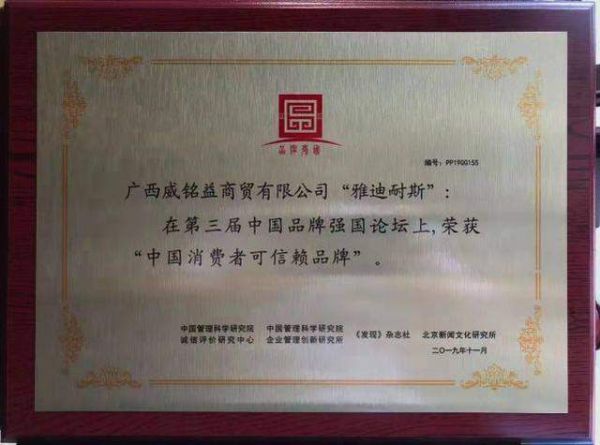 品牌强国
编号：PP1900155
广西威铭益商贸有限公司“雅迪耐斯”：
在第三届中国品牌强国论坛上,荣获
“中国消费者可信赖品牌”。
中国管理科学研究院 中国管理科学研究院 《发现》杂志社 北京新闻文化研究所
诚信评价研究中心 企业管理创新研究所 二〇一九年十一月